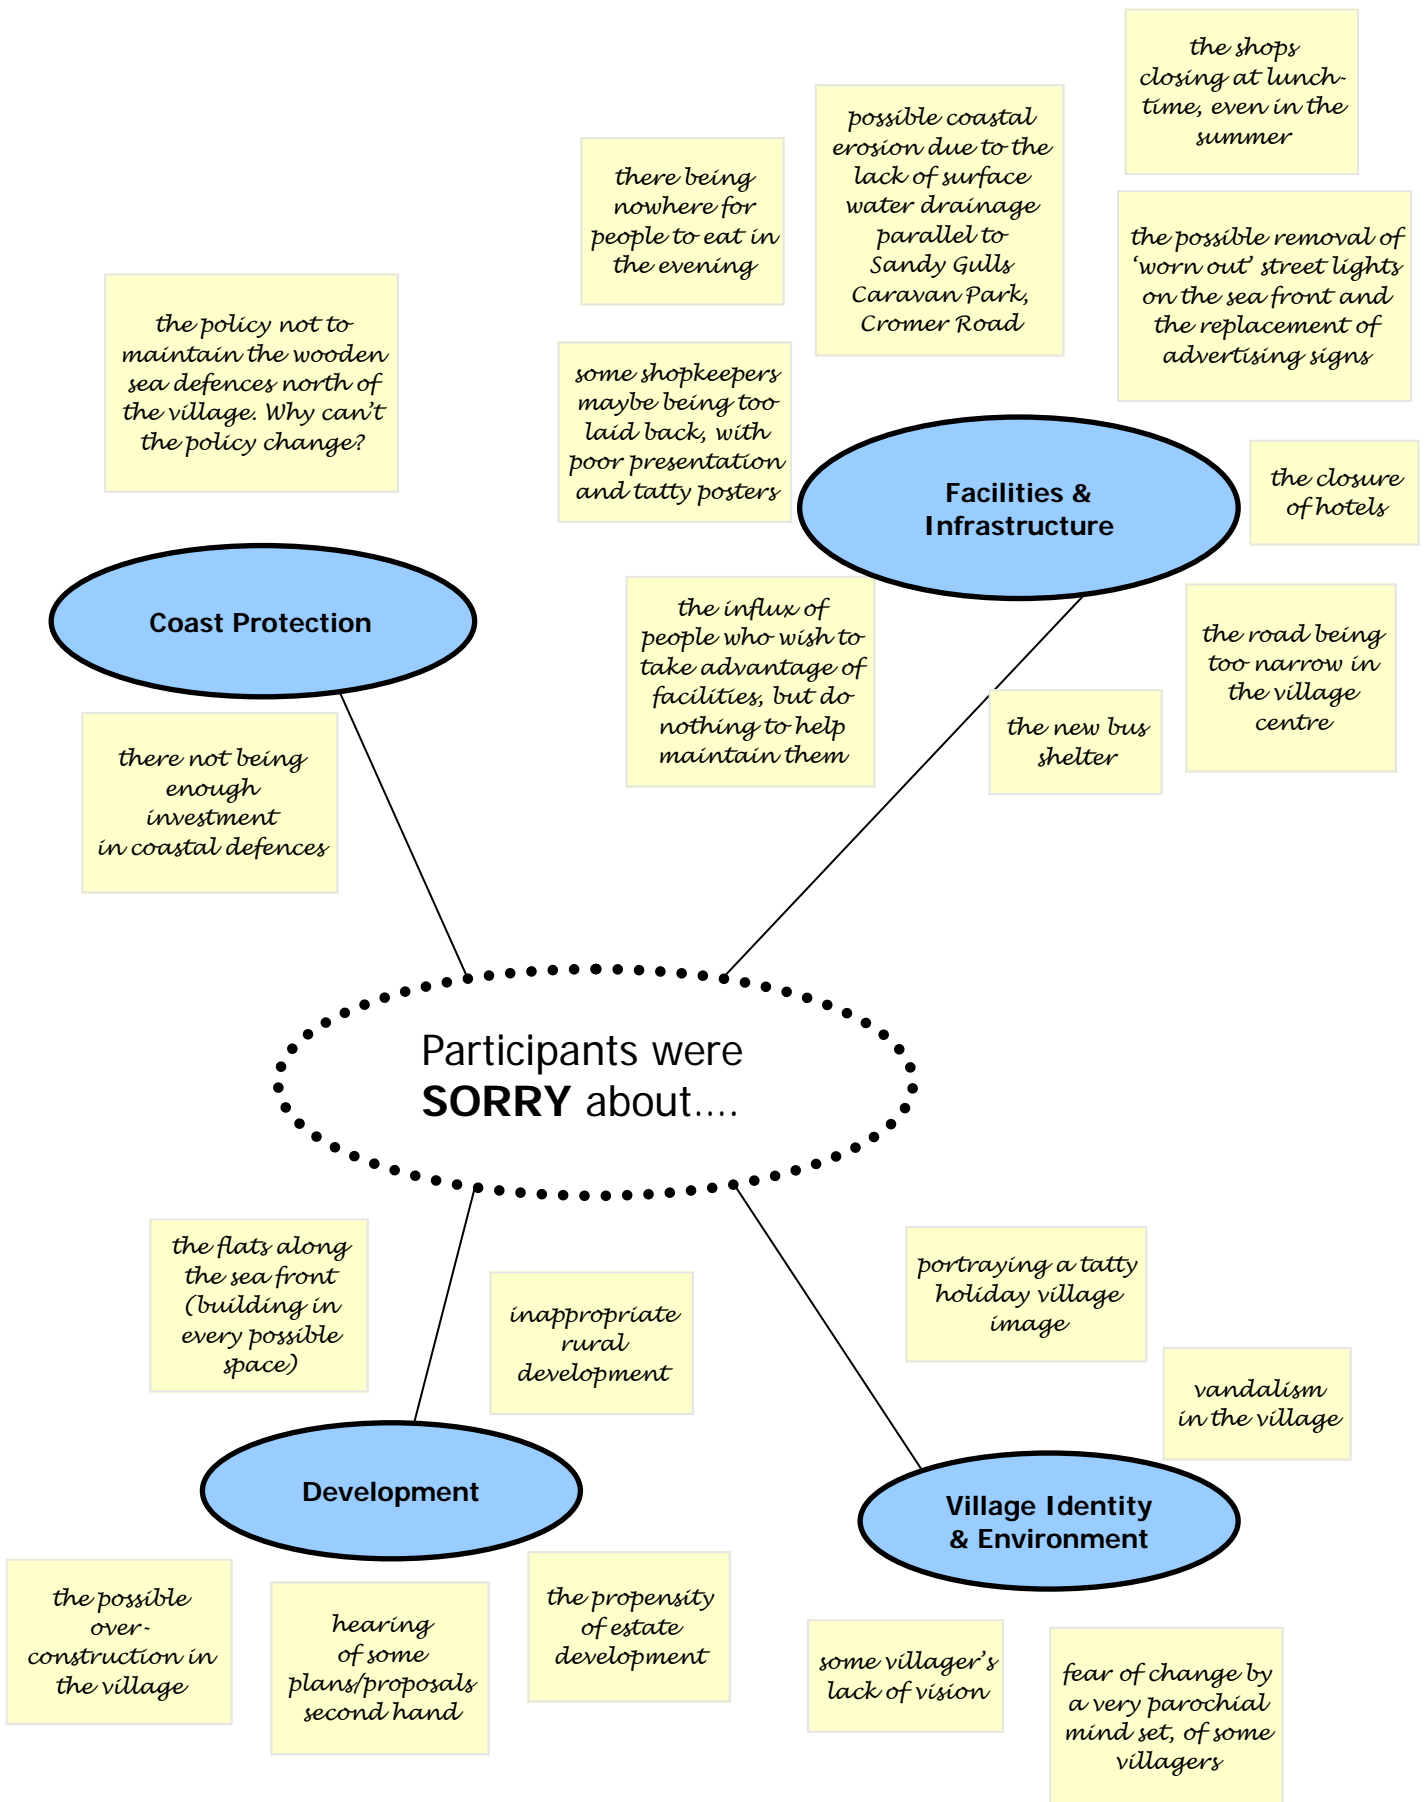 the shops
closing at lunch-
time, even in the
summer
possible coastal
erosion due to the
lack of surface
water drainage
parallel to
Sandy Gulls
Caravan Park,
Cromer Road
there being
nowhere for
people to eat in
the evening
the possible removal of
‘worn out’ street lights
on the sea front and
the replacement of
advertising signs
the policy not to
maintain the wooden
sea defences north of
the village. Why can’t
the policy change?
some shopkeepers
maybe being too
laid back, with
poor presentation
and tatty posters
Facilities &
Infrastructure
the closure
of hotels
Coast Protection
the influx of
people who wish to
take advantage of
facilities, but do
nothing to help
maintain them
the road being
too narrow in
the village
centre
the new bus
shelter
there not being
enough
investment
in coastal defences
Participants were
SORRY about....
the flats along
the sea front
(building in
every possible
space)
inappropriate
rural
development
portraying a tatty
holiday village
image
vandalism
in the village
Development
Village Identity
& Environment
the possible
over-
construction in
the village
hearing
of some
plans/proposals
second hand
the propensity
of estate
development
some villager’s
lack of vision
fear of change by
a very parochial
mind set, of some
villagers